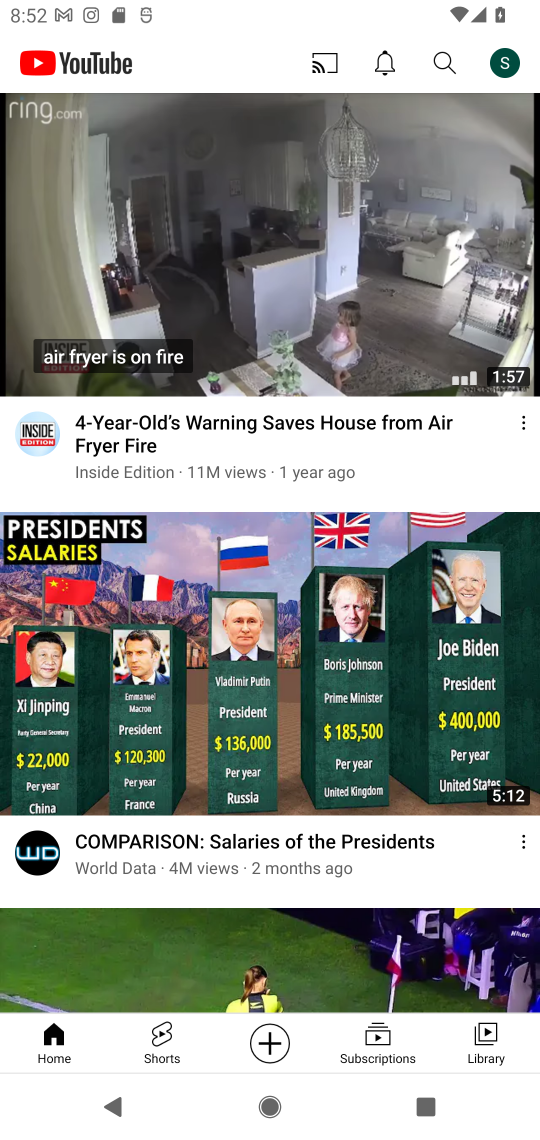 8:52
YouTube
S
ring.com
air fryer is on fire
1:57
INSIDE
EDITION
4-Year-Old's Warning Saves House from Air
Fryer Fire
Inside Edition · 11M views · 1 year ago
PRESIDENTS
SALARIES
Xi Jinping
Party General Secretary
$ 22,000
Per year
China
Emmanuel
Macron
President
$ 120,300
Per year
France
Vladimir Putin
President
$ 136,000
Per year
Russia
Boris Johnson
Prime Minister
$ 185,500
Per year
United Kingdom
Joe Biden
President
$ 400,000
Per year
United States
5:12
WD
COMPARISON: Salaries of the Presidents
World Data · 4M views · 2 months ago
Home
Shorts
Subscriptions
Library